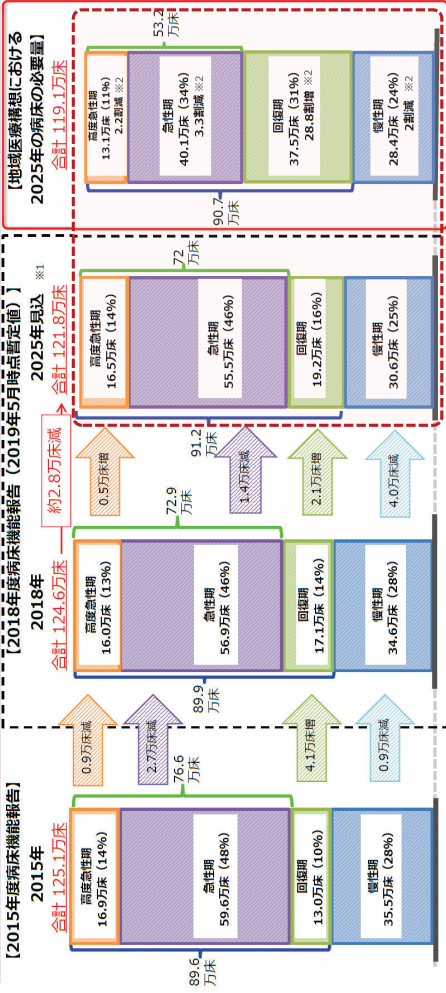 【2015年度病床機能報告】
2015年
合計 125.1万床
高度急性期
16.9万床（14%）
急性期
59.6万床（48%）
回復期
13.0万床（10%）
慢性期
35.5万床（28%）
89.6
万床
76.6
万床
0.9万床減
2.7万床減
4.1万床増
0.9万床減
【2018年度病床機能報告（2019年5月時点暫定値）】
2018年
合計 124.6万床
高度急性期
16.0万床（13%）
急性期
56.9万床（46%）
回復期
17.1万床（14%）
慢性期
34.6万床（28%）
89.9
万床
72.9
万床
約2.8万床減
0.5万床増
1.4万床減
2.1万床増
4.0万床減
2025年見込 ※1
合計 121.8万床
高度急性期
16.5万床（14%）
急性期
55.5万床（46%）
回復期
19.2万床（16%）
慢性期
30.6万床（25%）
91.2
万床
72
万床
【地域医療構想における
2025年の病床の必要量】
合計 119.1万床
高度急性期
13.1万床（11%）
2.2割減 ※2
急性期
40.1万床（34%）
3.3割減 ※2
回復期
37.5万床（31%）
28.8割増 ※2
慢性期
28.4万床（24%）
2割減 ※2
90.7
万床
53.2
万床